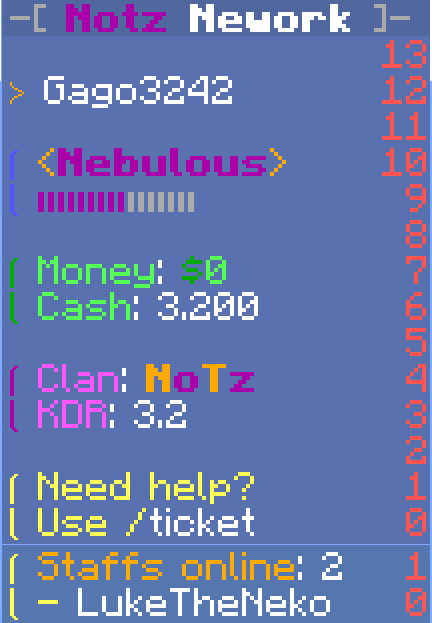 -[ Notz Nework ]-
13
> Gago3242 12
11
<Nebulous> 10
9
8
Money: $0 7
Cash: 3.200 6
5
Clan: NoTz 4
KDR: 3.2 3
2
Need help? 1
Use /ticket 0
Staffs online: 2 1
- LukeTheNeko 0